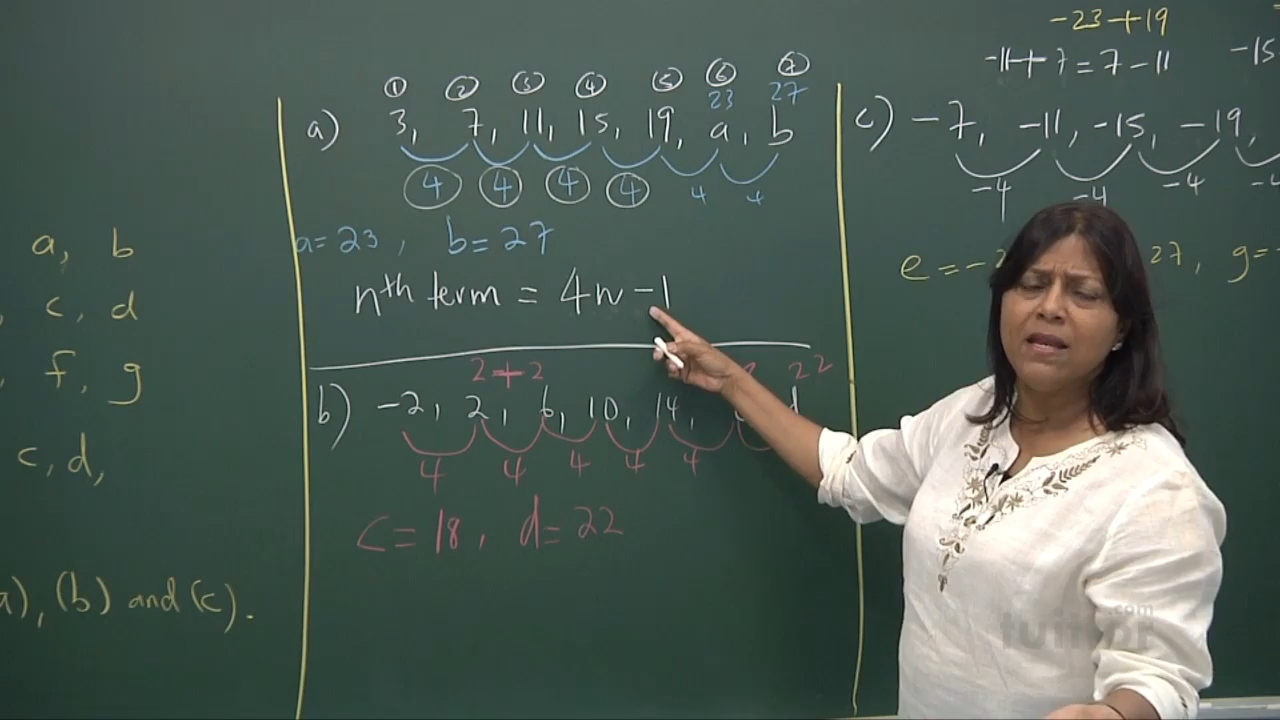 a, b
c, d
f, g
c, d,
a), (b) and (c).
① ② ③ ④ ⑤ ⑥ ⑦
23 27
a) 3, 7, 11, 15, 19, a, b
4 4 4 4 4 4
a = 23, b = 27
nth term = 4n - 1
2 + 2 22
b) -2, 2, 6, 10, 14, d
4 4 4 4 4
c = 18, d = 22
-23 + 19
-11 + 7 = 7 - 11 -15
c) -7, -11, -15, -19,
-4 -4 -4 -4
e = -2 27, g =